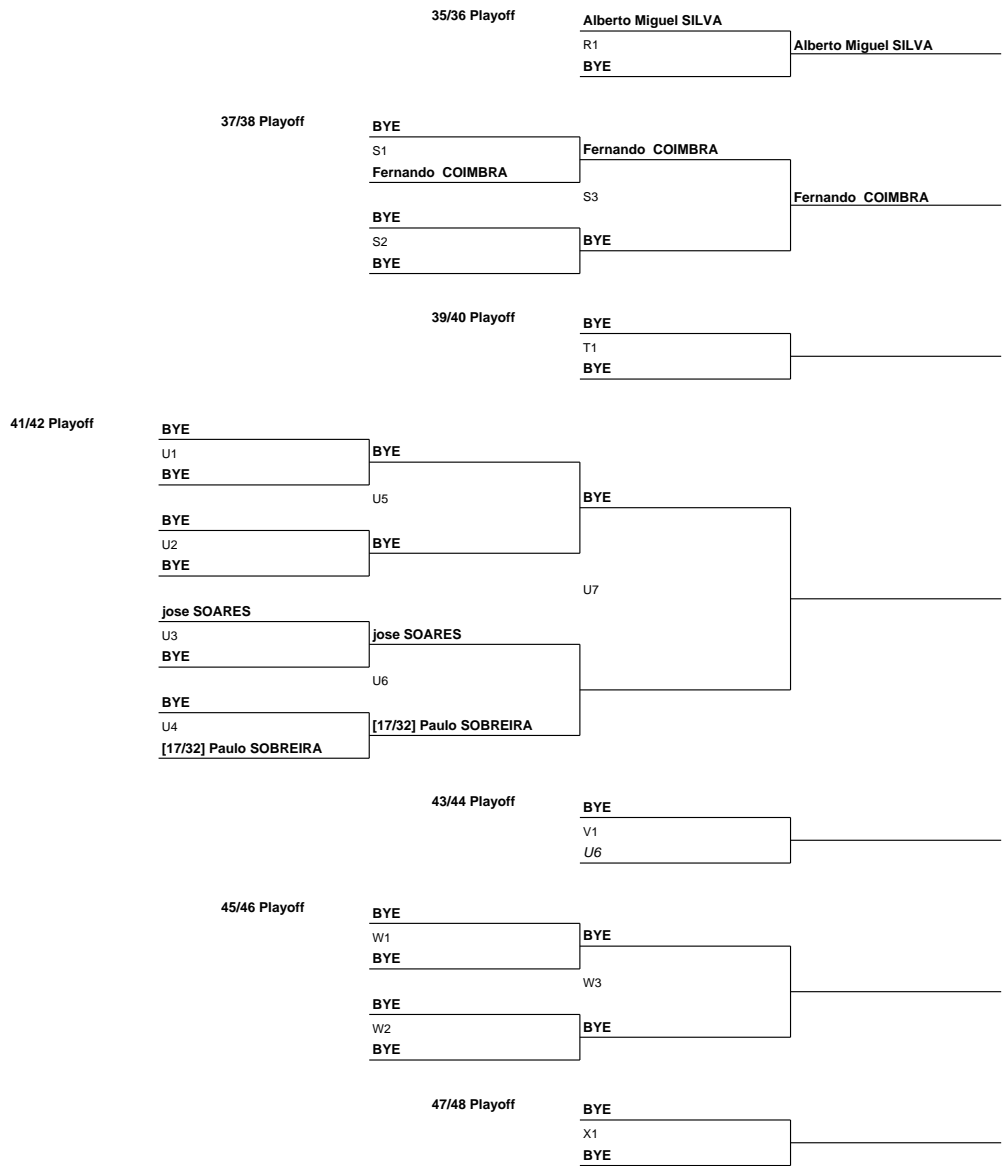 35/36 Playoff
Alberto Miguel SILVA
R1
Alberto Miguel SILVA
BYE
37/38 Playoff
BYE
S1
Fernando COIMBRA
Fernando COIMBRA
S3
Fernando COIMBRA
BYE
S2
BYE
BYE
39/40 Playoff
BYE
T1
BYE
41/42 Playoff
BYE
U1
BYE
BYE
U5
BYE
BYE
U2
BYE
BYE
U7
jose SOARES
U3
jose SOARES
BYE
U6
BYE
U4
[17/32] Paulo SOBREIRA
[17/32] Paulo SOBREIRA
43/44 Playoff
BYE
V1
U6
45/46 Playoff
BYE
W1
BYE
BYE
W3
BYE
W2
BYE
BYE
47/48 Playoff
BYE
X1
BYE